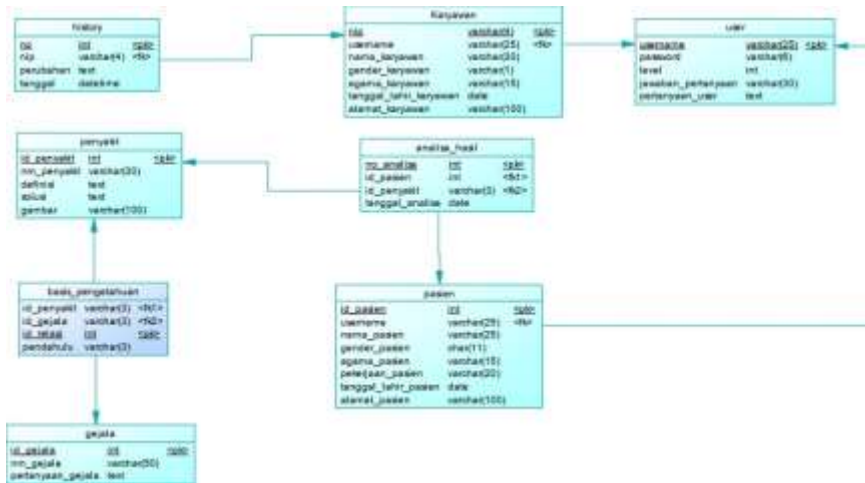 history
no int <pk>
nip varchar(4) <fk>
perubahan text
tanggal datetime
Karyawan
nip varchar(4) <pk>
username varchar(25) <fk>
nama_karyawan varchar(30)
gender_karyawan varchar(1)
agama_karyawan varchar(15)
tanggal_lahir_karyawan date
alamat_karyawan varchar(100)
user
username varchar(25) <pk>
password
level int
jawaban_pertanyaan varchar(30)
pertanyaan_user text
penyakit
id_penyakit int <pk>
nm_penyakit varchar(30)
definisi text
solusi text
gambar varchar(100)
analisa_hasil
no_analisa int <pk>
id_pasien int <fk1>
id_penyakit varchar(3) <fk2>
tanggal_analisa date
basis_pengetahuan
id_penyakit varchar(3) <fk1>
id_gejala varchar(3) <fk2>
id_relasi int <pk>
pendahulu varchar(3)
pasien
id_pasien int <pk>
username varchar(25) <fk>
nama_pasien varchar(25)
gender_pasien char(11)
agama_pasien varchar(15)
pekerjaan_pasien varchar(20)
tanggal_lahir_pasien date
alamat_pasien varchar(100)
gejala
id_gejala int <pk>
nm_gejala varchar(50)
pertanyaan_gejala text